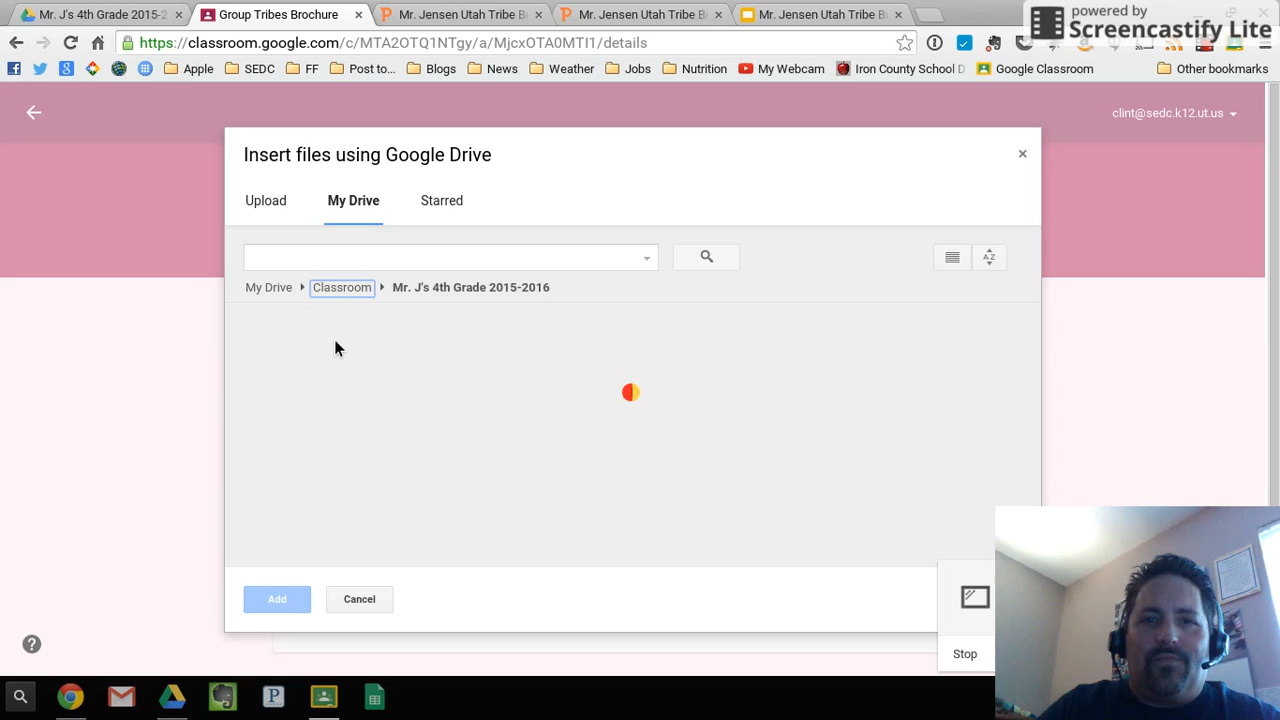 Mr. J's 4th Grade 2015-2
Group Tribes Brochure
Mr. Jensen Utah Tribe B
Mr. Jensen Utah Tribe B
Mr. Jensen Utah Tribe B
powered by
Screencastify Lite
https://classroom.google.com/c/MTA2OTQ1NTgy/a/Mjcx0TA0MTI1/details
Apple
SEDC
FF
Post to...
Blogs
News
Weather
Jobs
Nutrition
My Webcam
Iron County School D
Google Classroom
Other bookmarks
clint@sedc.k12.ut.us
Insert files using Google Drive
Upload
My Drive
Starred
My Drive
Classroom
Mr. J's 4th Grade 2015-2016
Add
Cancel
Stop